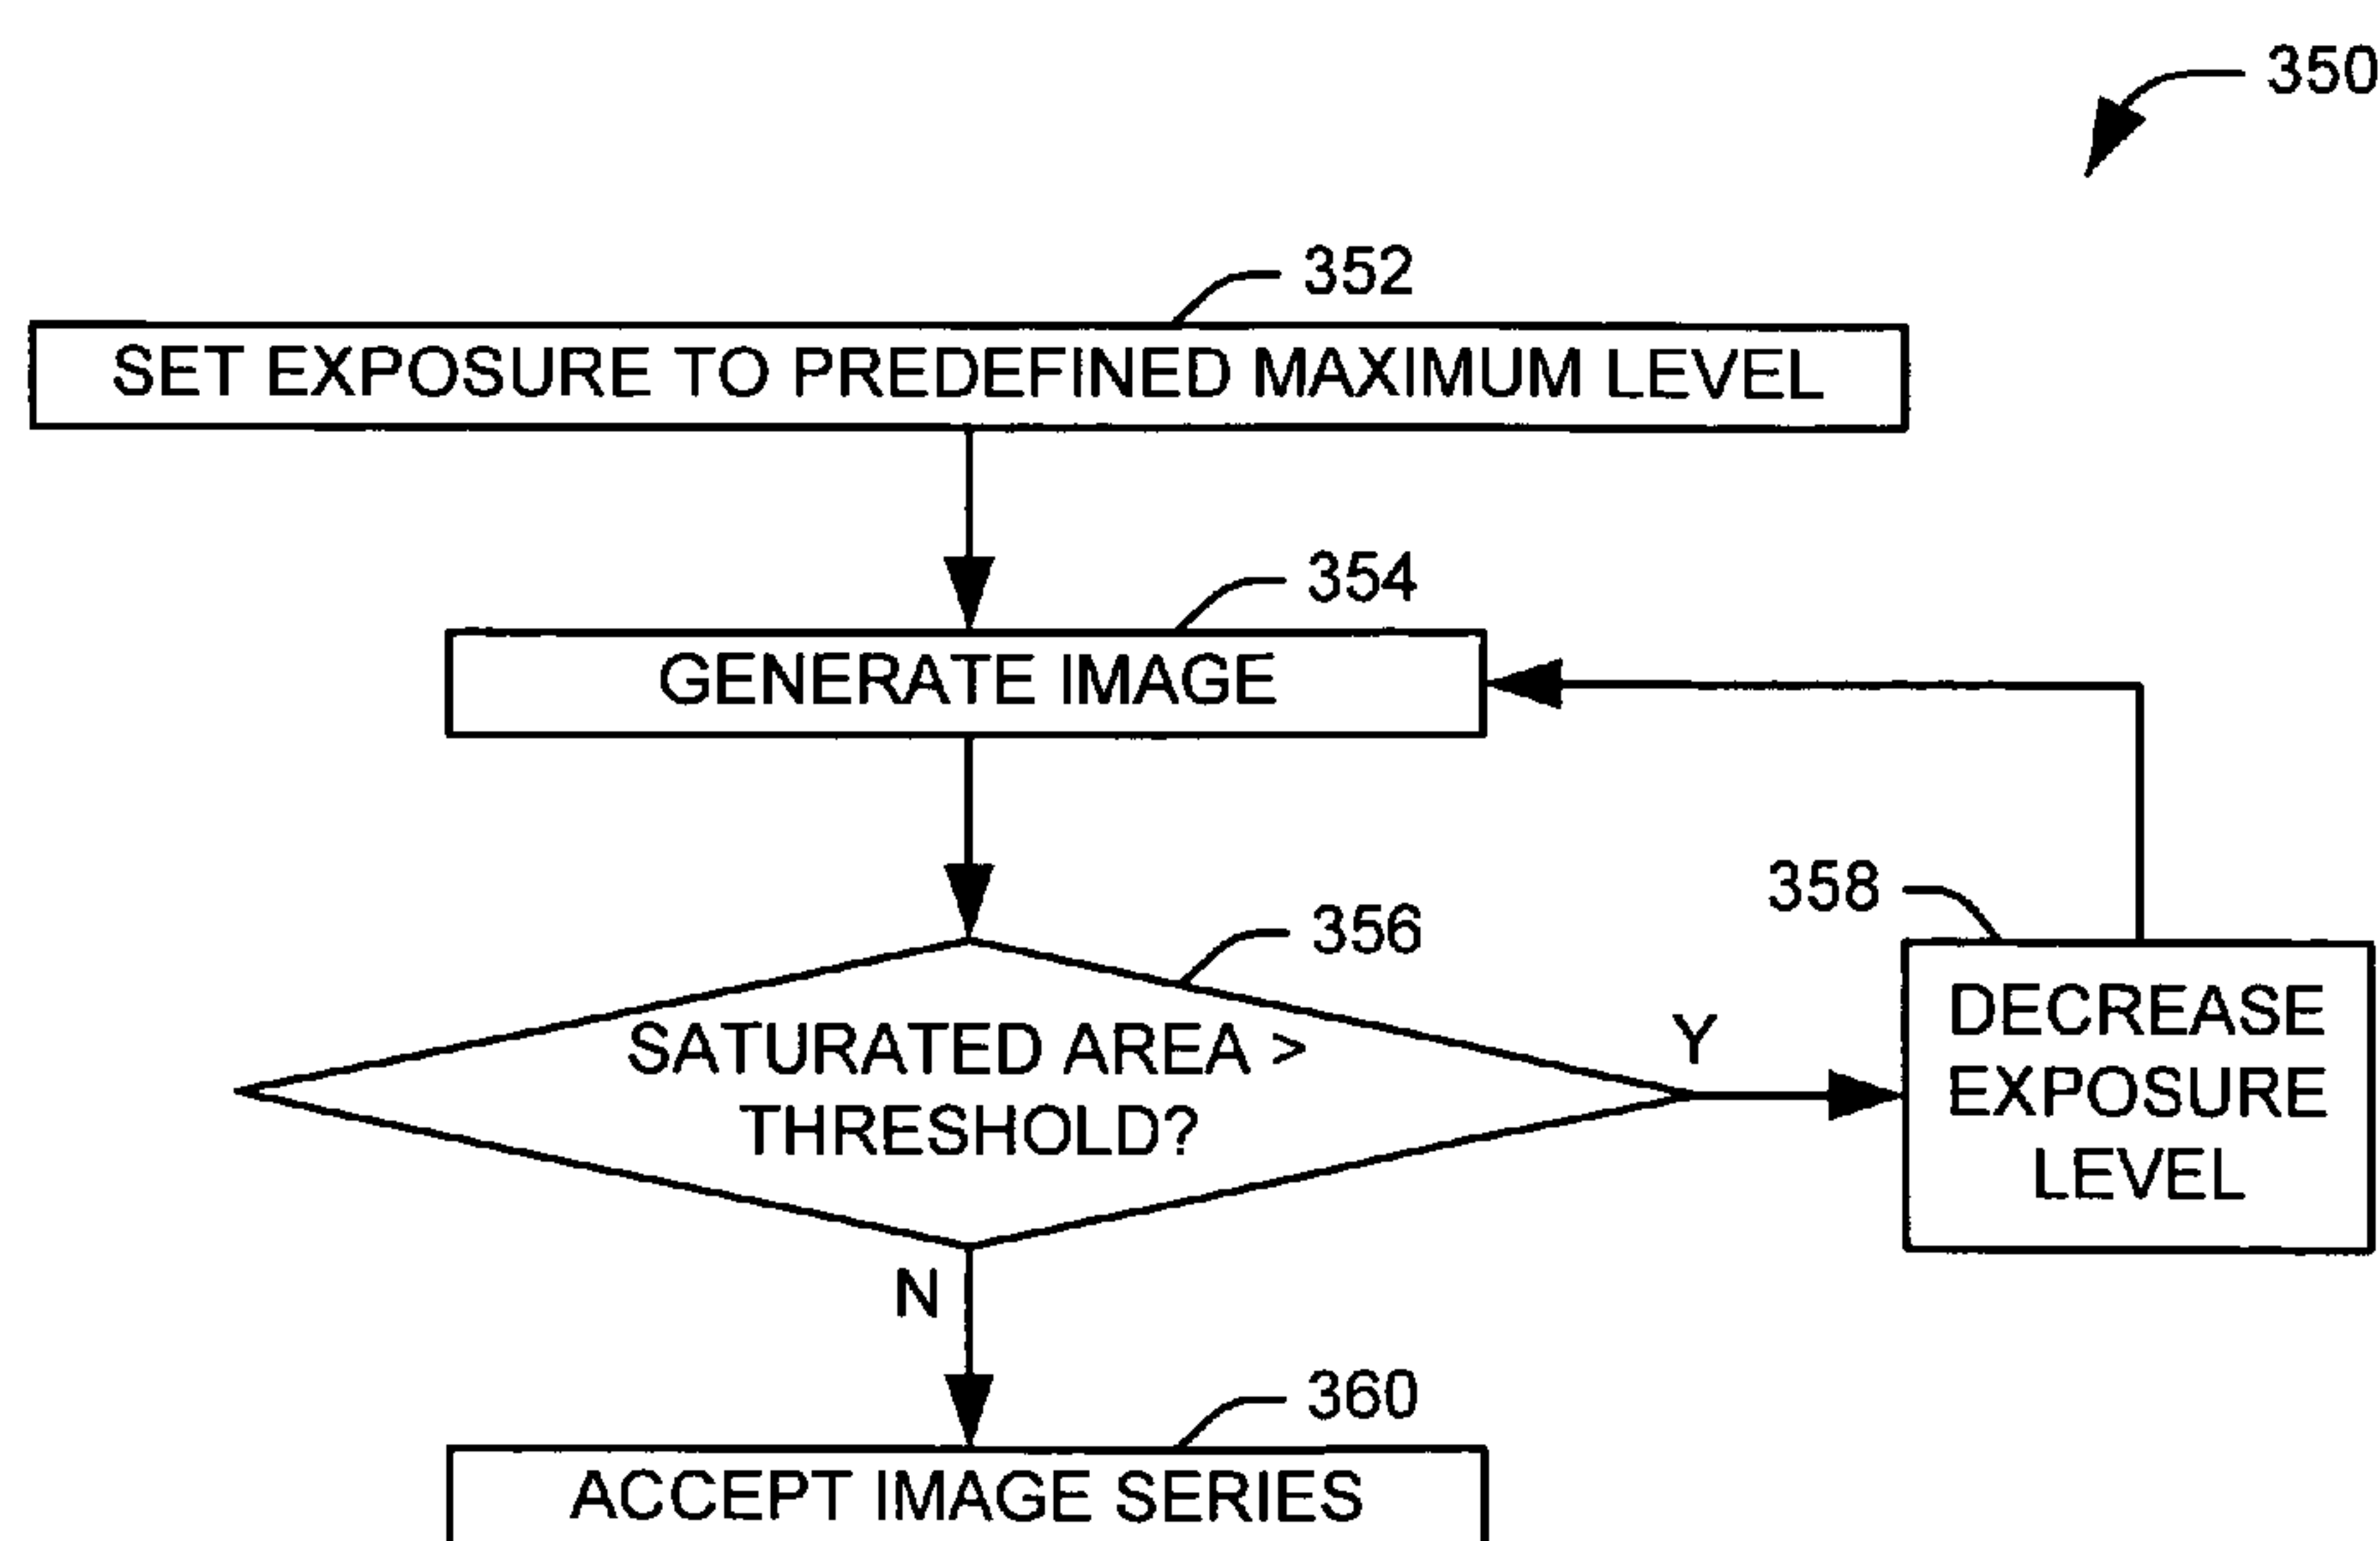 350
352
SET EXPOSURE TO PREDEFINED MAXIMUM LEVEL
354
GENERATE IMAGE
356
SATURATED AREA >
THRESHOLD?
Y
358
DECREASE
EXPOSURE
LEVEL
N
360
ACCEPT IMAGE SERIES